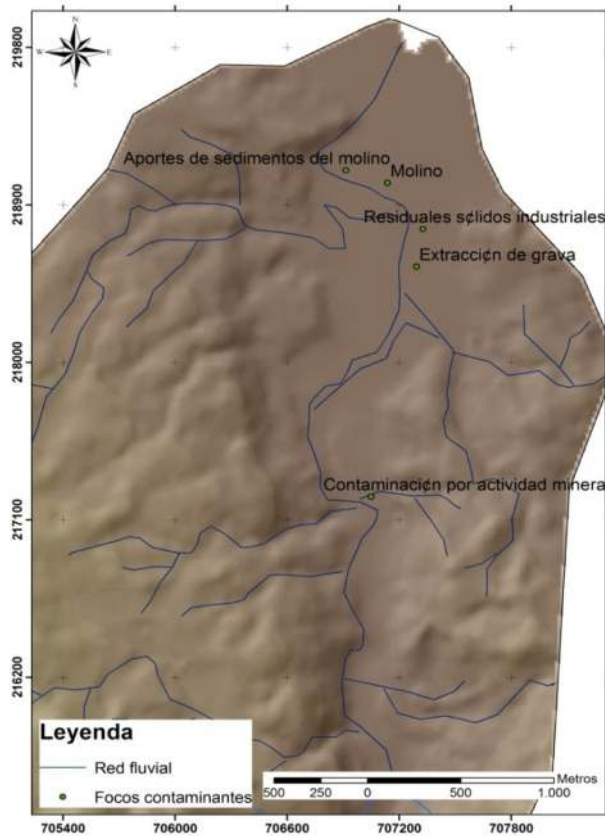 N
W
E
S
219800
218900
218000
217100
216200
Aportes de sedimentos del molino
Molino
Residuales s¢lidos industriales
Extracci¢n de grava
Contaminaci¢n por actividad minera
Leyenda
Red fluvial
Focos contaminantes
Metros
500 250 0 500 1.000
705400 706000 706600 707200 707800